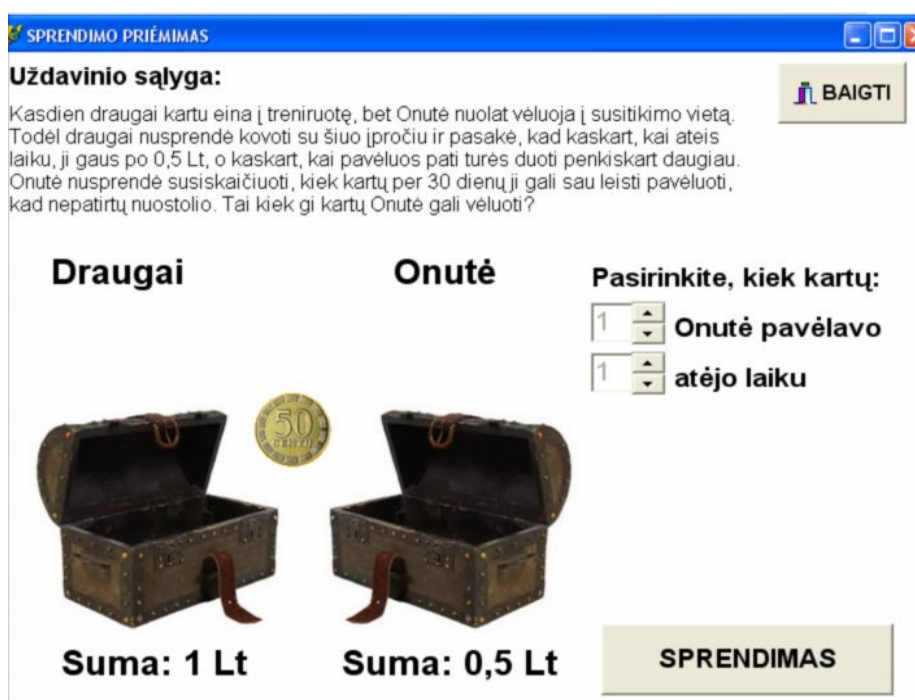 SPRENDIMO PRIĖMIMAS
Uždavinio sąlyga:
BAIGTI
Kasdien draugai kartu eina į treniruotę, bet Onutė nuolat vėluoja į susitikimo vietą.
Todėl draugai nusprendė kovoti su šiuo įpročiu ir pasakė, kad kaskart, kai ateis
laiku, ji gaus po 0,5 Lt, o kaskart, kai pavėluos pati turės duoti penkiskart daugiau.
Onutė nusprendė susiskaičiuoti, kiek kartų per 30 dienų ji gali sau leisti pavėluoti,
kad nepatirtų nuostolio. Tai kiek gi kartų Onutė gali vėluoti?
Draugai
Onutė
Pasirinkite, kiek kartų:
1 Onutė pavėlavo
1 atėjo laiku
50
CENTŲ
Suma: 1 Lt
Suma: 0,5 Lt
SPRENDIMAS